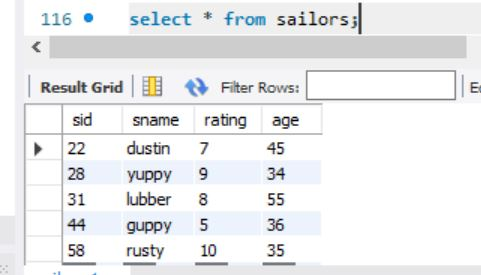 116 select * from sailors;
Result Grid Filter Rows:
sid sname rating age
22 dustin 7 45
28 yuppy 9 34
31 lubber 8 55
44 guppy 5 36
58 rusty 10 35